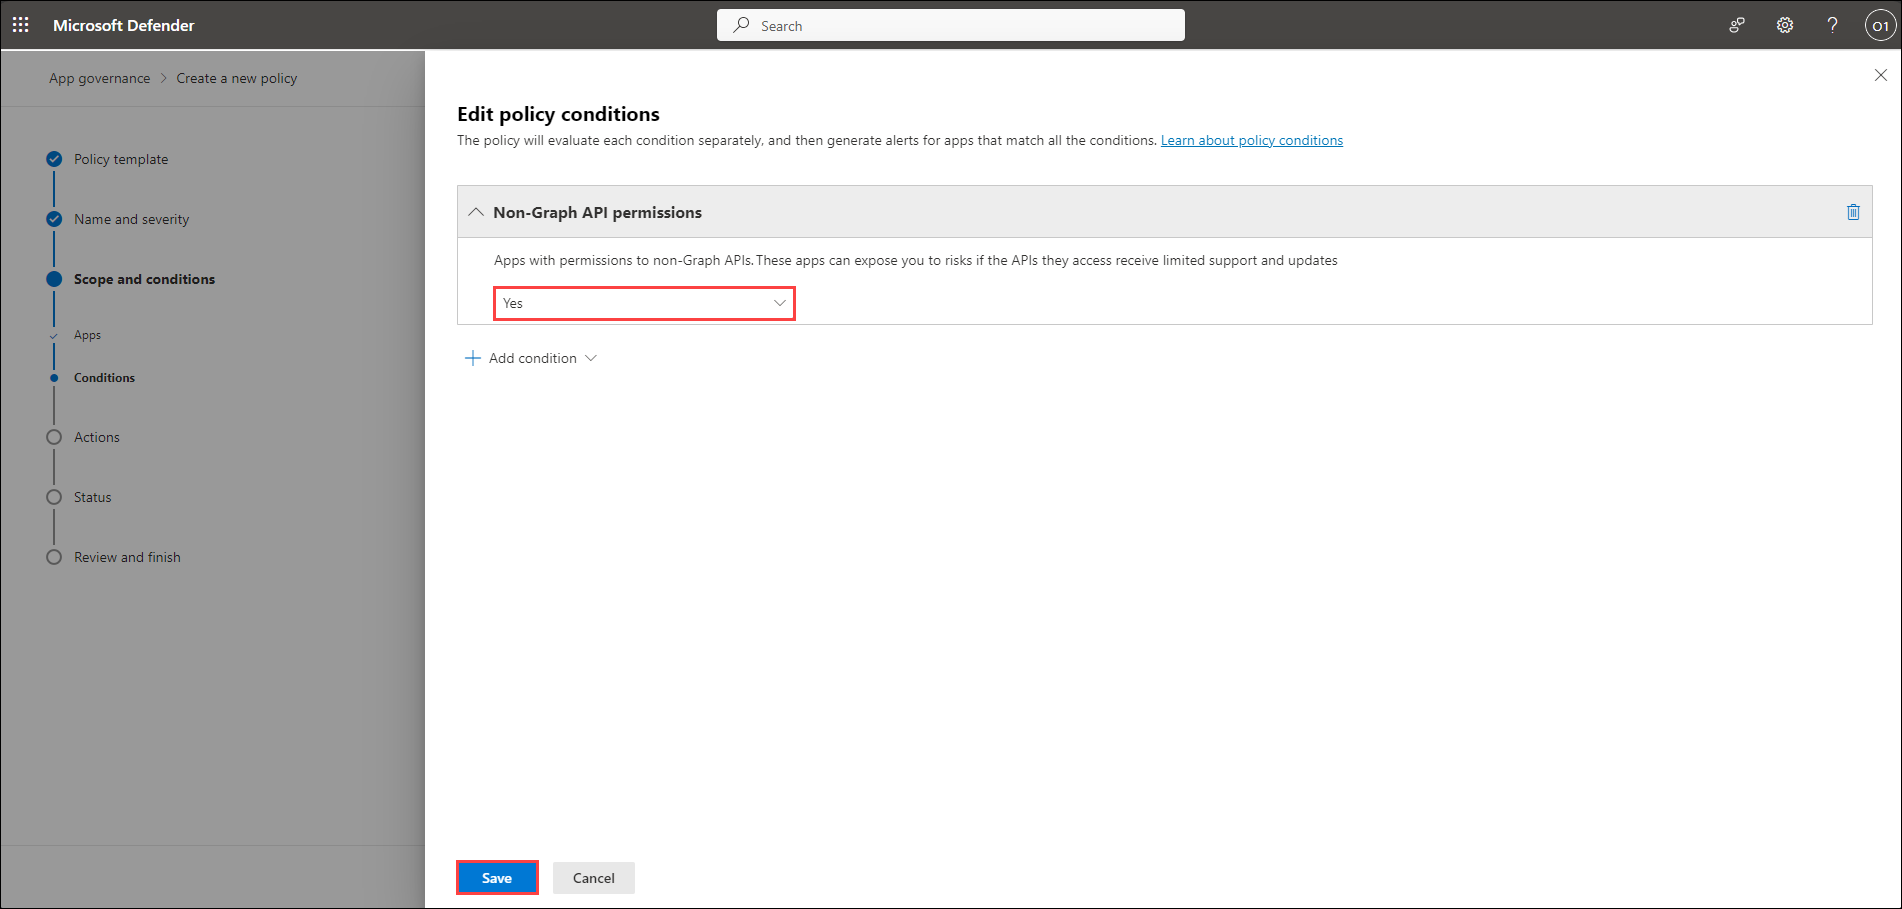 Microsoft Defender
Search
O1
App governance > Create a new policy
Policy template
Name and severity
Scope and conditions
Apps
Conditions
Actions
Status
Review and finish
Edit policy conditions
The policy will evaluate each condition separately, and then generate alerts for apps that match all the conditions. Learn about policy conditions
Non-Graph API permissions
Apps with permissions to non-Graph APIs. These apps can expose you to risks if the APIs they access receive limited support and updates
Yes
Add condition
Save
Cancel